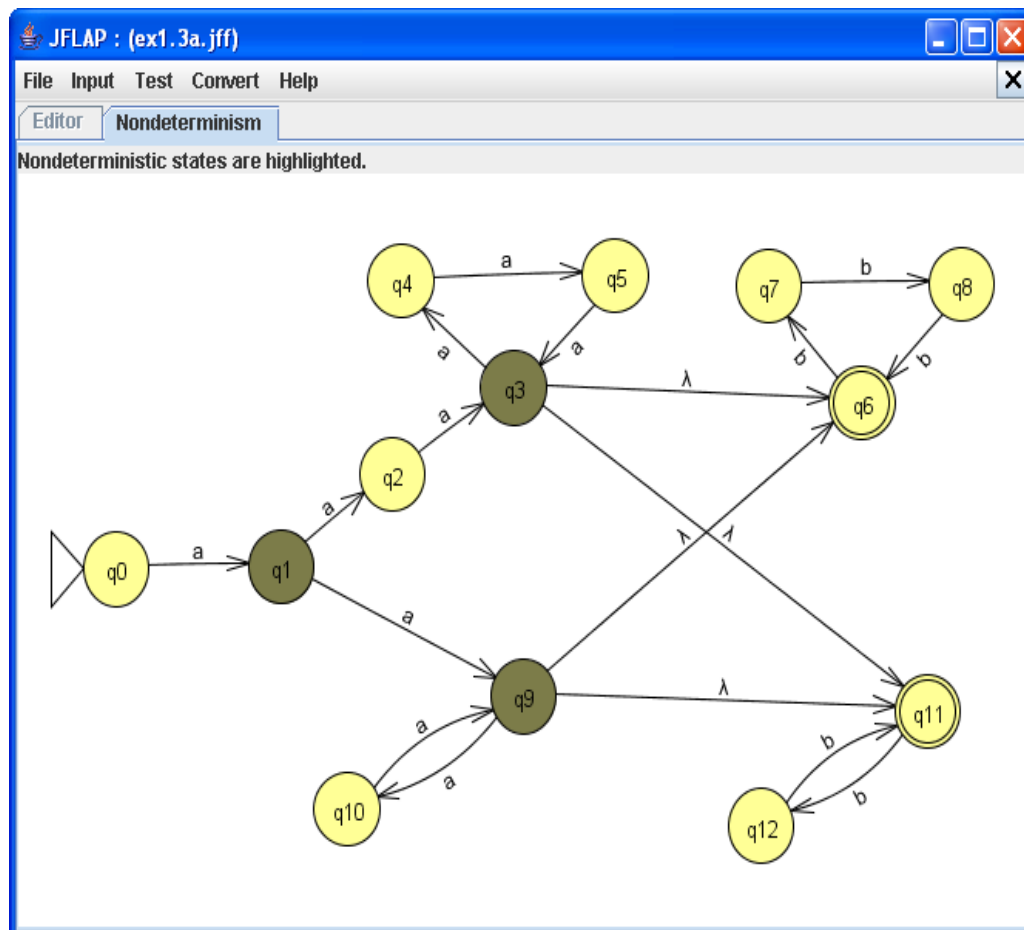 JFLAP : (ex1.3a.jff)
File Input Test Convert Help
Editor Nondeterminism
Nondeterministic states are highlighted.
q4 a q5 q7 b q8
a a b b
q3 λ q6
a
q2
a
λ λ
q0 a q1
a
q9 λ q11
a a b b
q10 q12